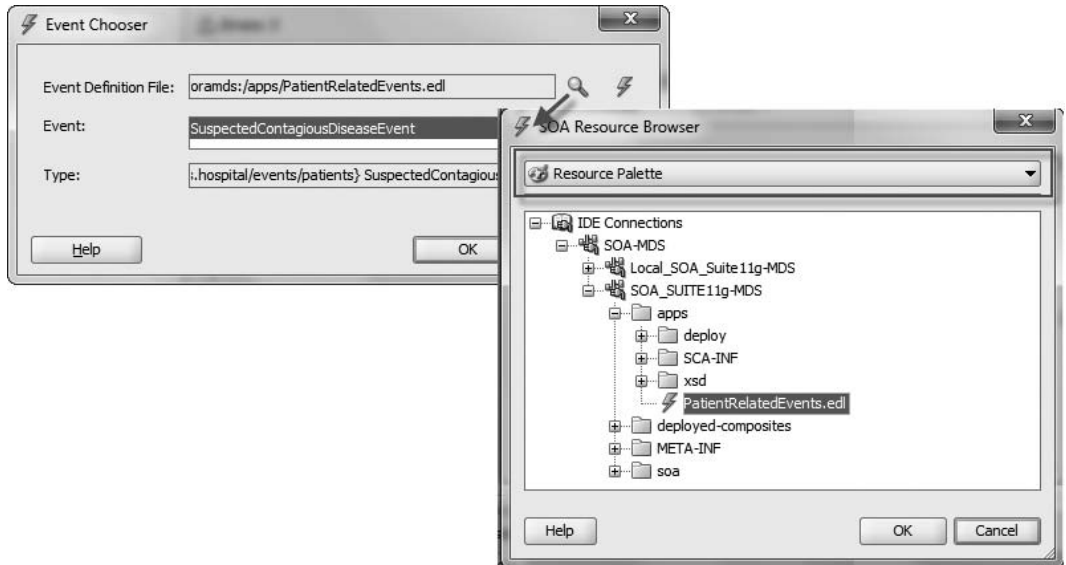 Event Chooser
Event Definition File: oramds:/apps/PatientRelatedEvents.edl
Event: SuspectedContagiousDiseaseEvent
Type: .hospital/events/patients} SuspectedContagious
Help OK
SOA Resource Browser
Resource Palette
IDE Connections
SOA-MDS
Local_SOA_Suite11g-MDS
SOA_SUITE11g-MDS
apps
deploy
SCA-INF
xsd
PatientRelatedEvents.edl
deployed-composites
META-INF
soa
Help OK Cancel